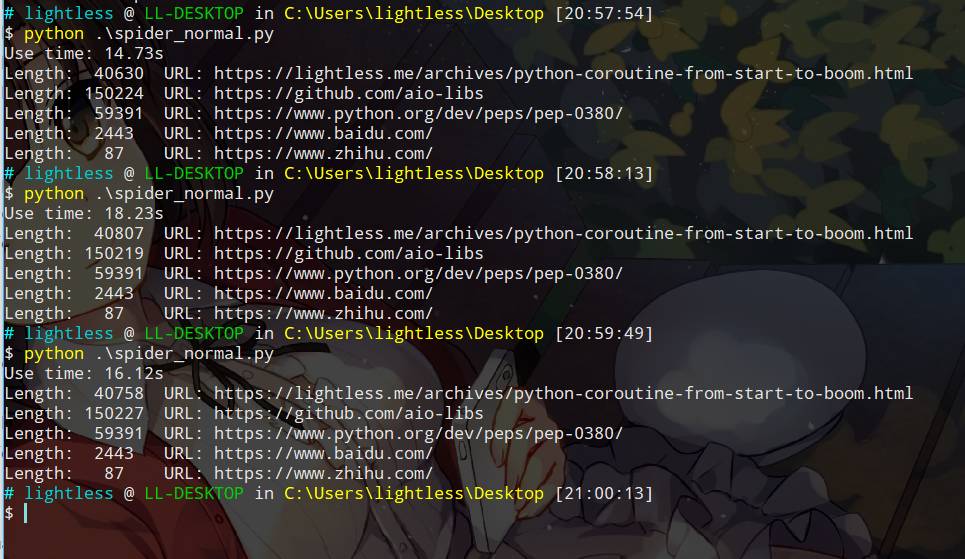 # lightless @ LL-DESKTOP in C:\Users\lightless\Desktop [20:57:54]
$ python .\spider_normal.py
Use time: 14.73s
Length:  40630  URL: https://lightless.me/archives/python-coroutine-from-start-to-boom.html
Length: 150224  URL: https://github.com/aio-libs
Length:  59391  URL: https://www.python.org/dev/peps/pep-0380/
Length:  2443   URL: https://www.baidu.com/
Length:   87    URL: https://www.zhihu.com/
# lightless @ LL-DESKTOP in C:\Users\lightless\Desktop [20:58:13]
$ python .\spider_normal.py
Use time: 18.23s
Length:  40807  URL: https://lightless.me/archives/python-coroutine-from-start-to-boom.html
Length: 150219  URL: https://github.com/aio-libs
Length:  59391  URL: https://www.python.org/dev/peps/pep-0380/
Length:  2443   URL: https://www.baidu.com/
Length:   87    URL: https://www.zhihu.com/
# lightless @ LL-DESKTOP in C:\Users\lightless\Desktop [20:59:49]
$ python .\spider_normal.py
Use time: 16.12s
Length:  40758  URL: https://lightless.me/archives/python-coroutine-from-start-to-boom.html
Length: 150227  URL: https://github.com/aio-libs
Length:  59391  URL: https://www.python.org/dev/peps/pep-0380/
Length:  2443   URL: https://www.baidu.com/
Length:   87    URL: https://www.zhihu.com/
# lightless @ LL-DESKTOP in C:\Users\lightless\Desktop [21:00:13]
$